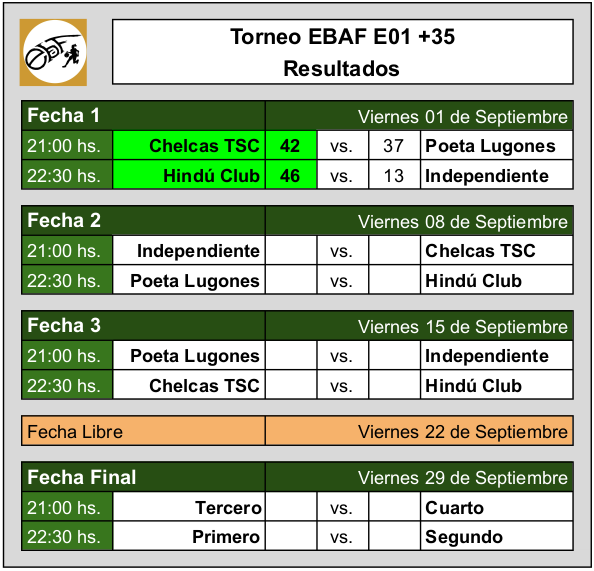 Torneo EBAF E01 +35
Resultados
Fecha 1 Viernes 01 de Septiembre
21:00 hs. Chelcas TSC 42 vs. 37 Poeta Lugones
22:30 hs. Hindú Club 46 vs. 13 Independiente
Fecha 2 Viernes 08 de Septiembre
21:00 hs. Independiente vs. Chelcas TSC
22:30 hs. Poeta Lugones vs. Hindú Club
Fecha 3 Viernes 15 de Septiembre
21:00 hs. Poeta Lugones vs. Independiente
22:30 hs. Chelcas TSC vs. Hindú Club
Fecha Libre Viernes 22 de Septiembre
Fecha Final Viernes 29 de Septiembre
21:00 hs. Tercero vs. Cuarto
22:30 hs. Primero vs. Segundo